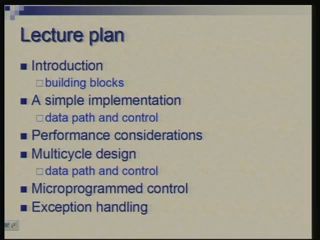 Lecture plan
Introduction
building blocks
A simple implementation
data path and control
Performance considerations
Multicycle design
data path and control
Microprogrammed control
Exception handling